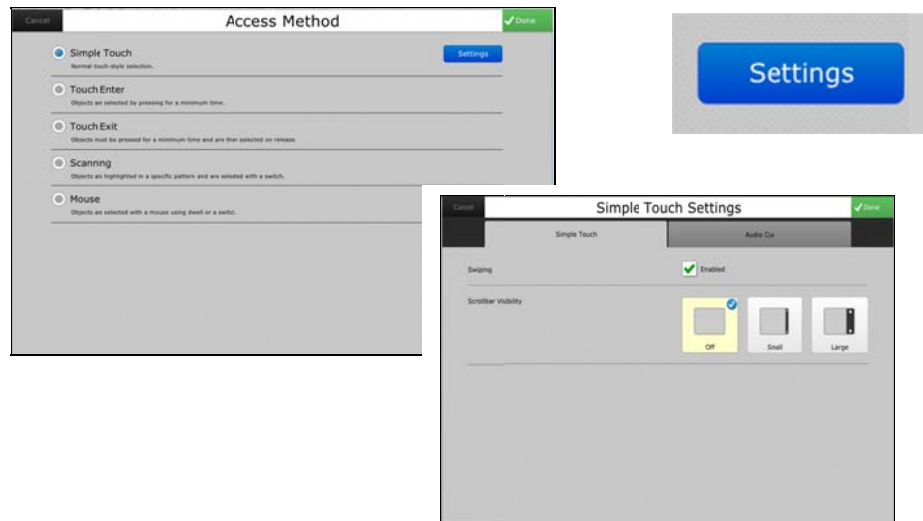 Cancel Access Method Done
Simple Touch Settings
Normal touch-style selection.
Touch Enter
Objects are selected by pressing for a minimum time.
Touch Exit
Objects must be pressed for a minimum time and are then selected on release
Scanning
Objects are highlighted in a specific pattern and are selected with a switch.
Mouse
Objects are selected with a mouse using dwell or a switch.
Settings
Cancel Simple Touch Settings Done
Simple Touch Audio Cue
Swiping Enabled
Scrollbar Visibility
Off Small Large